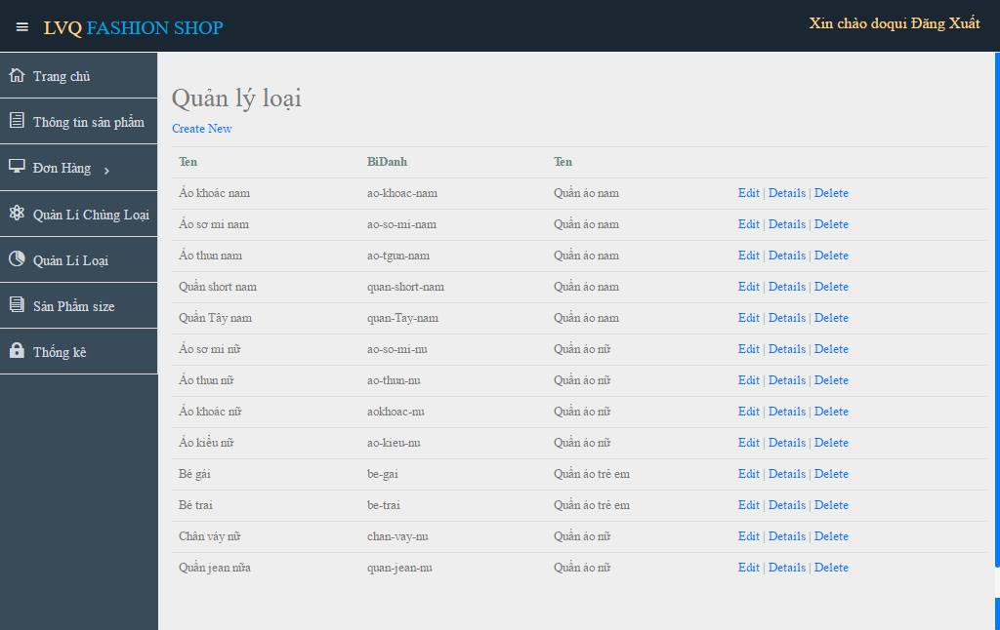 LVQ FASHION SHOP
Xin chào doqui Đăng Xuất
Trang chủ
Thông tin sản phẩm
Đơn Hàng
Quản Lí Chủng Loại
Quản Lí Loại
Sản Phẩm size
Thống kê
Quản lý loại
Create New
Ten BiDanh Ten
Áo khoác nam ao-khoac-nam Quần áo nam Edit | Details | Delete
Áo sơ mi nam ao-so-mi-nam Quần áo nam Edit | Details | Delete
Áo thun nam ao-tgun-nam Quần áo nam Edit | Details | Delete
Quần short nam quan-short-nam Quần áo nam Edit | Details | Delete
Quần Tây nam quan-Tay-nam Quần áo nam Edit | Details | Delete
Áo sơ mi nữ ao-so-mi-nu Quần áo nữ Edit | Details | Delete
Áo thun nữ ao-thun-nu Quần áo nữ Edit | Details | Delete
Áo khoác nữ aokhoac-nu Quần áo nữ Edit | Details | Delete
Áo kiểu nữ ao-kieu-nu Quần áo nữ Edit | Details | Delete
Bé gái be-gai Quần áo trẻ em Edit | Details | Delete
Bé trai be-trai Quần áo trẻ em Edit | Details | Delete
Chân váy nữ chan-vay-nu Quần áo nữ Edit | Details | Delete
Quần jean nữa quan-jean-nu Quần áo nữ Edit | Details | Delete